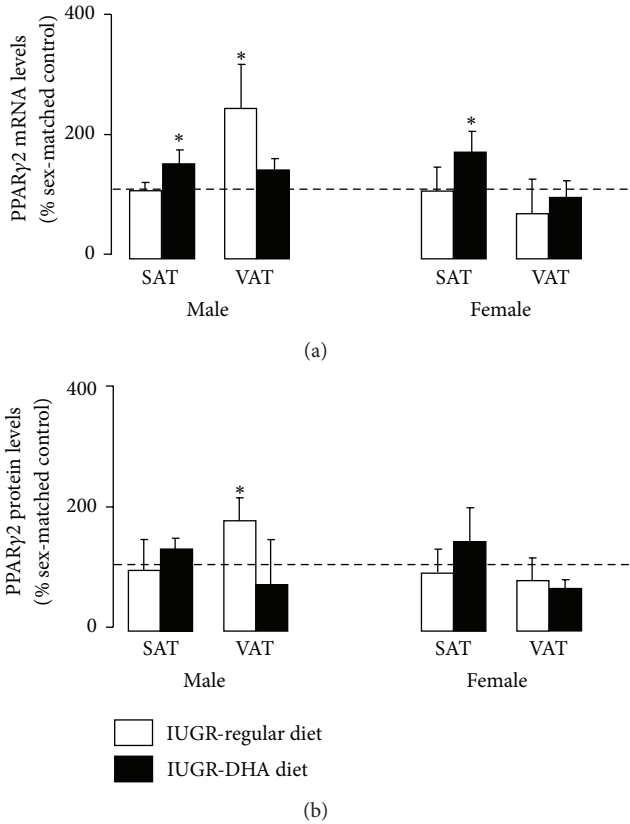 PPARγ2 mRNA levels
(% sex-matched control)
400
200
0
*
*
*
SAT
VAT
SAT
VAT
Male
Female
(a)
PPARγ2 protein levels
(% sex-matched control)
400
200
0
*
SAT
VAT
SAT
VAT
Male
Female
IUGR-regular diet
IUGR-DHA diet
(b)